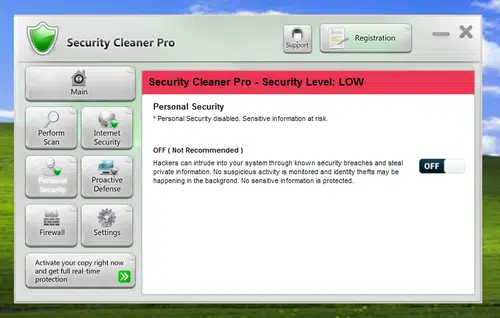 Security Cleaner Pro
Support
Registration
Main
Security Cleaner Pro - Security Level: LOW
Perform
Scan
Internet
Security
Personal
Security
Proactive
Defense
Firewall
Settings
Activate your copy right now
and get full real-time
protection
Personal Security
* Personal Security disabled. Sensitive information at risk.
OFF ( Not Recommended )
Hackers can intrude into your system through known security breaches and steal
private information. No suspicious activity is monitored and identity thefts may be
happening in the backgrond. No sensitive information is protected.
OFF